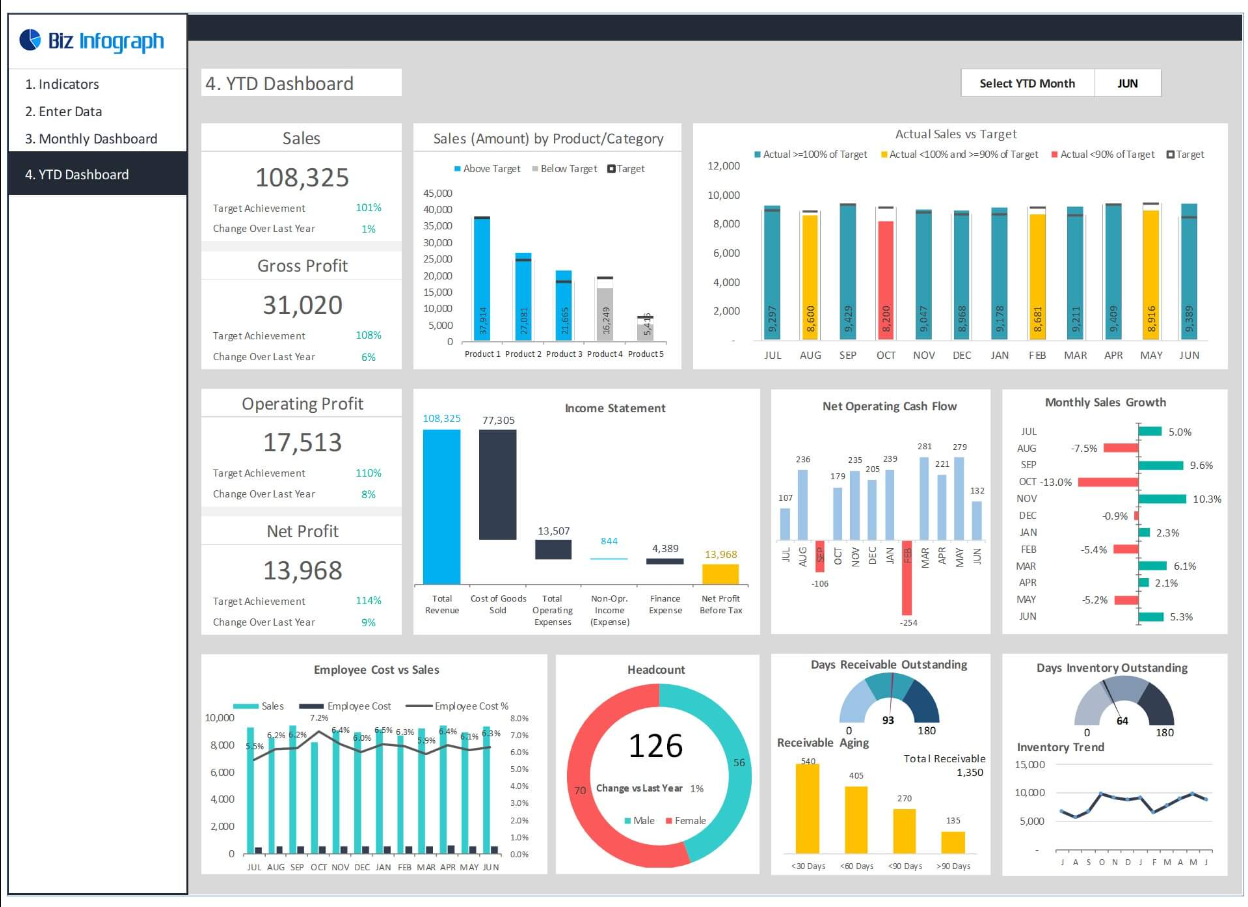 Biz Infograph
1. Indicators
2. Enter Data
3. Monthly Dashboard
4. YTD Dashboard
4. YTD Dashboard
Select YTD Month JUN
Sales
108,325
Target Achievement 101%
Change Over Last Year 1%
Gross Profit
31,020
Target Achievement 108%
Change Over Last Year 6%
Sales (Amount) by Product/Category
Above Target Below Target Target
45,000
40,000
35,000
30,000
25,000
20,000
15,000
10,000
5,000
0
37,914 27,081 21,665 16,249 5,416
Product 1 Product 2 Product 3 Product 4 Product 5
Actual Sales vs Target
Actual >=100% of Target Actual <100% and >=90% of Target Actual <90% of Target Target
12,000
10,000
8,000
6,000
4,000
2,000
-
9,297 8,600 9,429 8,200 9,047 8,968 9,178 8,681 9,211 9,409 8,916 9,389
JUL AUG SEP OCT NOV DEC JAN FEB MAR APR MAY JUN
Operating Profit
17,513
Target Achievement 110%
Change Over Last Year 8%
Net Profit
13,968
Target Achievement 114%
Change Over Last Year 9%
Income Statement
108,325 77,305 13,507 844 4,389 13,968
Total Cost of Goods Total Non-Opr. Finance Net Profit
Revenue Sold Operating Income Expense Before Tax
Expenses (Expense)
Net Operating Cash Flow
107 236 -106 179 235 205 239 -254 281 221 279 132
JUL AUG SEP OCT NOV DEC JAN FEB MAR APR MAY JUN
Monthly Sales Growth
JUL 5.0%
AUG -7.5%
SEP 9.6%
OCT -13.0%
NOV 10.3%
DEC -0.9%
JAN 2.3%
FEB -5.4%
MAR 6.1%
APR 2.1%
MAY -5.2%
JUN 5.3%
Employee Cost vs Sales
Sales Employee Cost Employee Cost %
10,000
8,000
6,000
4,000
2,000
0
5.5% 6.2% 6.2% 7.2% 6.4% 6.0% 6.5% 6.3% 5.9% 6.4% 6.1% 6.3%
8.0%
7.0%
6.0%
5.0%
4.0%
3.0%
2.0%
1.0%
0.0%
JUL AUG SEP OCT NOV DEC JAN FEB MAR APR MAY JUN
Headcount
126
56
70
Change vs Last Year 1%
Male Female
Days Receivable Outstanding
93
0 180
Receivable Aging
Total Receivable
1,350
540 405 270 135
<30 Days <60 Days <90 Days >90 Days
Days Inventory Outstanding
64
0 180
Inventory Trend
15,000
10,000
5,000
-
J A S O N D J F M A M J